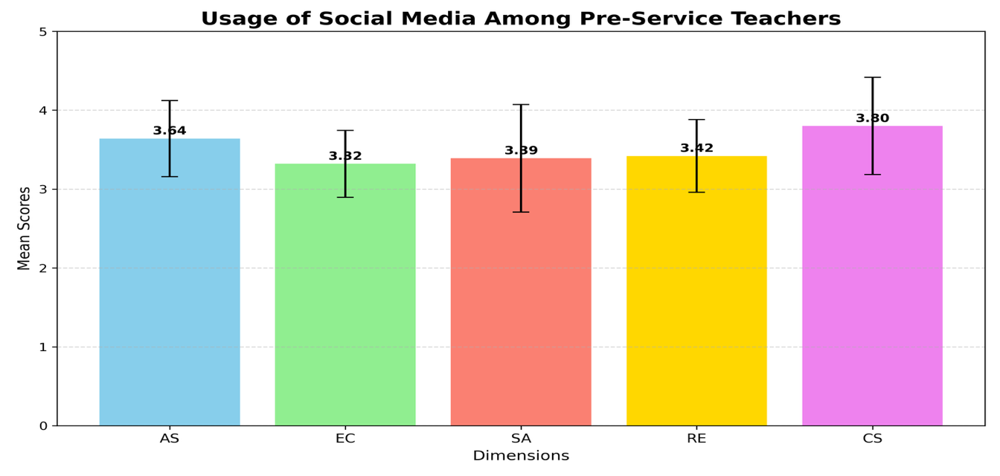 Usage of Social Media Among Pre-Service Teachers
5
4
3
2
1
0
Mean Scores
3.64
3.32
3.39
3.42
3.80
AS
EC
SA
RE
CS
Dimensions